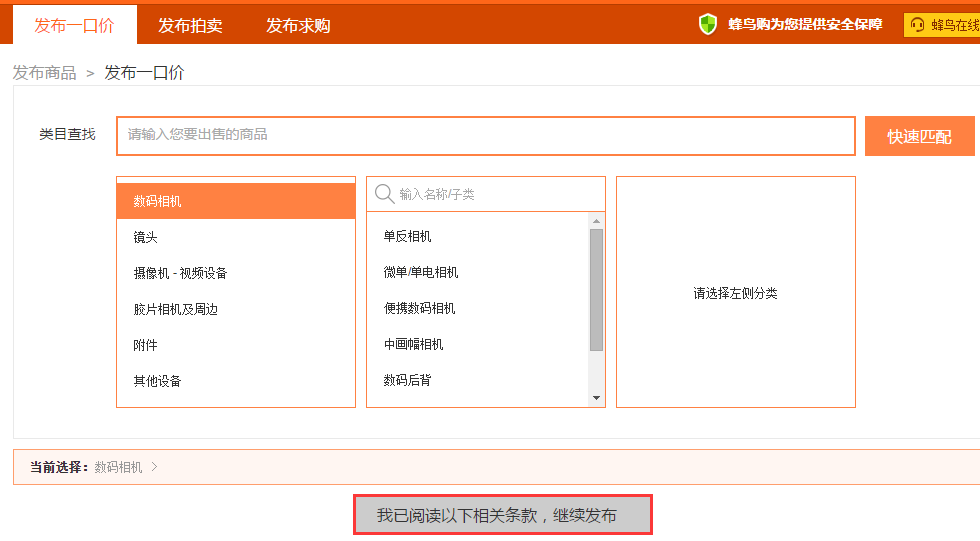 发布一口价 发布拍卖 发布求购 蜂鸟购为您提供安全保障 蜂鸟在线
发布商品 > 发布一口价
类目查找 请输入您要出售的商品 快速匹配
数码相机
镜头
摄像机 - 视频设备
胶片相机及周边
附件
其他设备
输入名称/子类
单反相机
微单/单电相机
便携数码相机
中画幅相机
数码后背
请选择左侧分类
当前选择：数码相机 >
我已阅读以下相关条款，继续发布